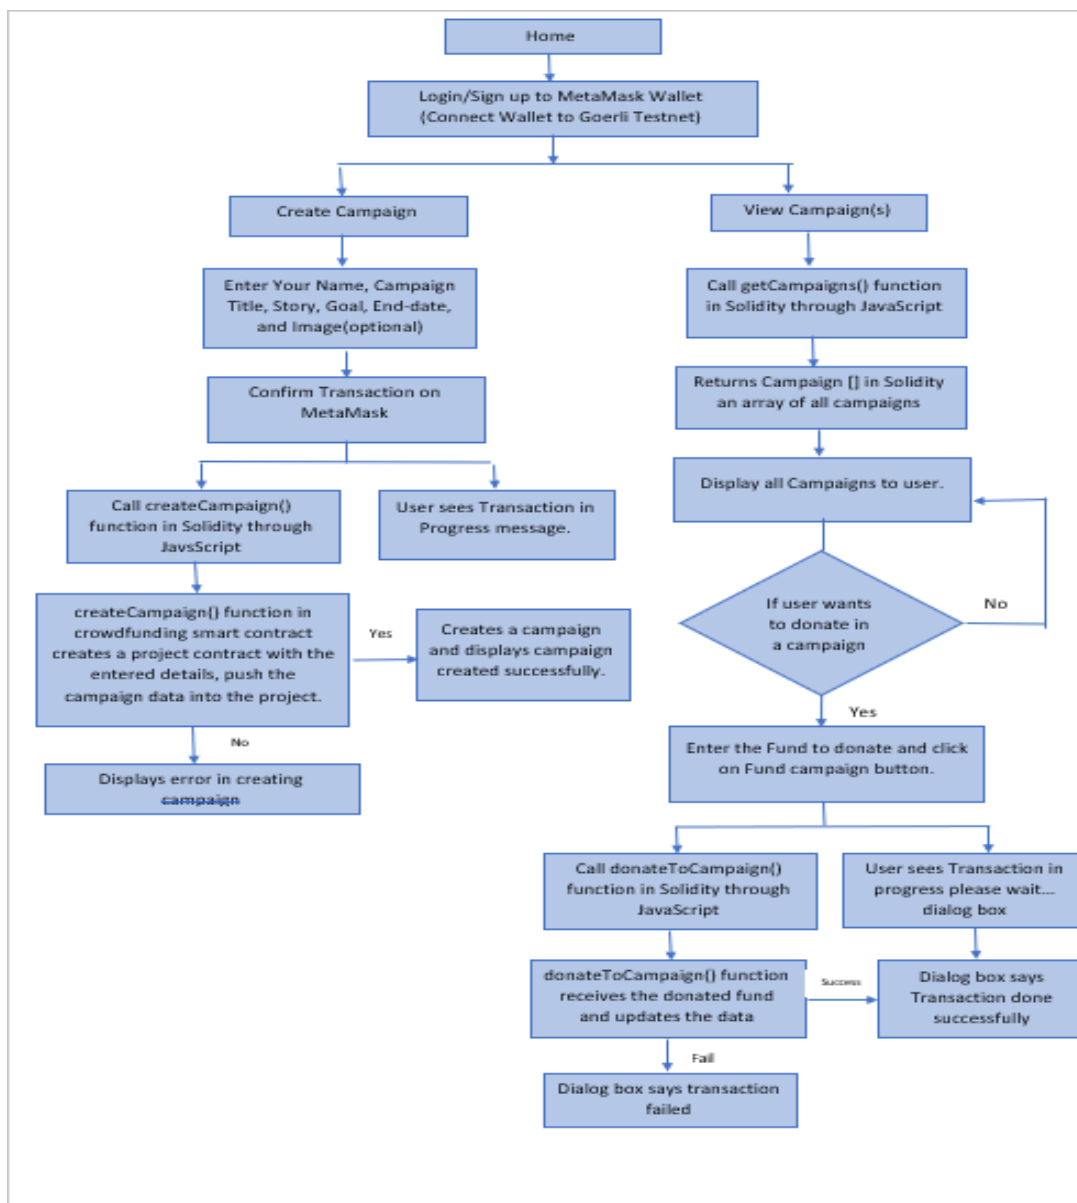 Home
Login/Sign up to MetaMask Wallet
(Connect Wallet to Goerli Testnet)
Create Campaign
View Campaign(s)
Enter Your Name, Campaign
Title, Story, Goal, End-date,
and Image(optional)
Call getCampaigns() function
in Solidity through JavaScript
Confirm Transaction on
MetaMask
Returns Campaign [] in Solidity
an array of all campaigns
Call createCampaign()
function in Solidity through
JavsScript
User sees Transaction in
Progress message.
Display all Campaigns to user.
createCampaign() function in
crowdfunding smart contract
creates a project contract with the
entered details, push the
campaign data into the project.
Yes
Creates a campaign
and displays campaign
created successfully.
If user wants
to donate in
a campaign
No
No
Displays error in creating
campaign
Yes
Enter the Fund to donate and click
on Fund campaign button.
Call donateToCampaign()
function in Solidity through
JavaScript
User sees Transaction in
progress please wait...
dialog box
donateToCampaign() function
receives the donated fund
and updates the data
Success
Dialog box says
Transaction done
successfully
Fail
Dialog box says transaction
failed